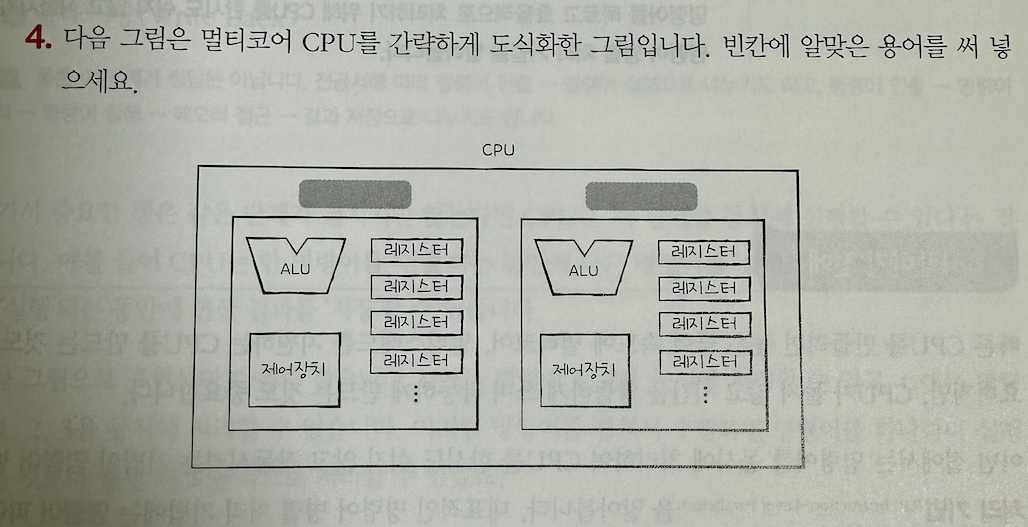 4. 다음 그림은 멀티코어 CPU를 간략하게 도식화한 그림입니다. 빈칸에 알맞은 용어를 써 넣
으세요.
CPU
ALU
레지스터
레지스터
레지스터
레지스터
제어장치
ALU
레지스터
레지스터
레지스터
레지스터
제어장치